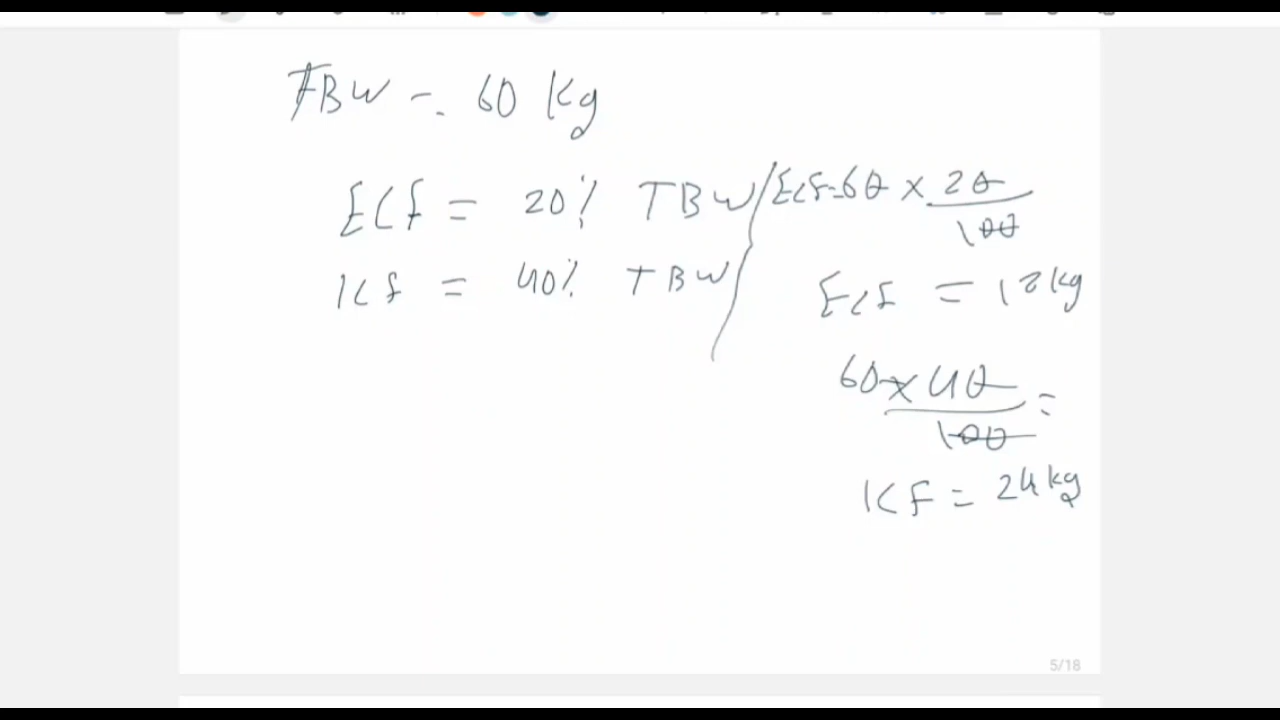 TBW = 60 Kg
ECF = 20% TBW
ICF = 40% TBW
ECF = 60 × 20
100
ECF = 12 kg
60 × 40 =
100
ICF = 24 kg
5/18